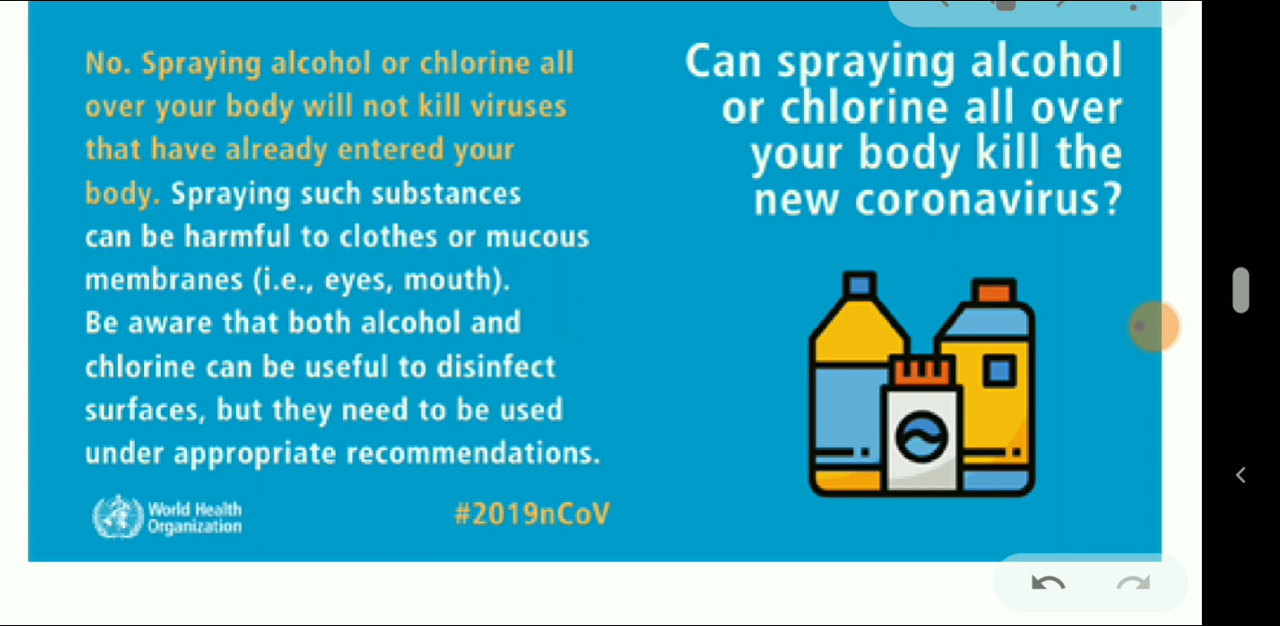 Can spraying alcohol
or chlorine all over
your body kill the
new coronavirus?
No. Spraying alcohol or chlorine all
over your body will not kill viruses
that have already entered your
body. Spraying such substances
can be harmful to clothes or mucous
membranes (i.e., eyes, mouth).
Be aware that both alcohol and
chlorine can be useful to disinfect
surfaces, but they need to be used
under appropriate recommendations.
World Health
Organization
#2019nCoV